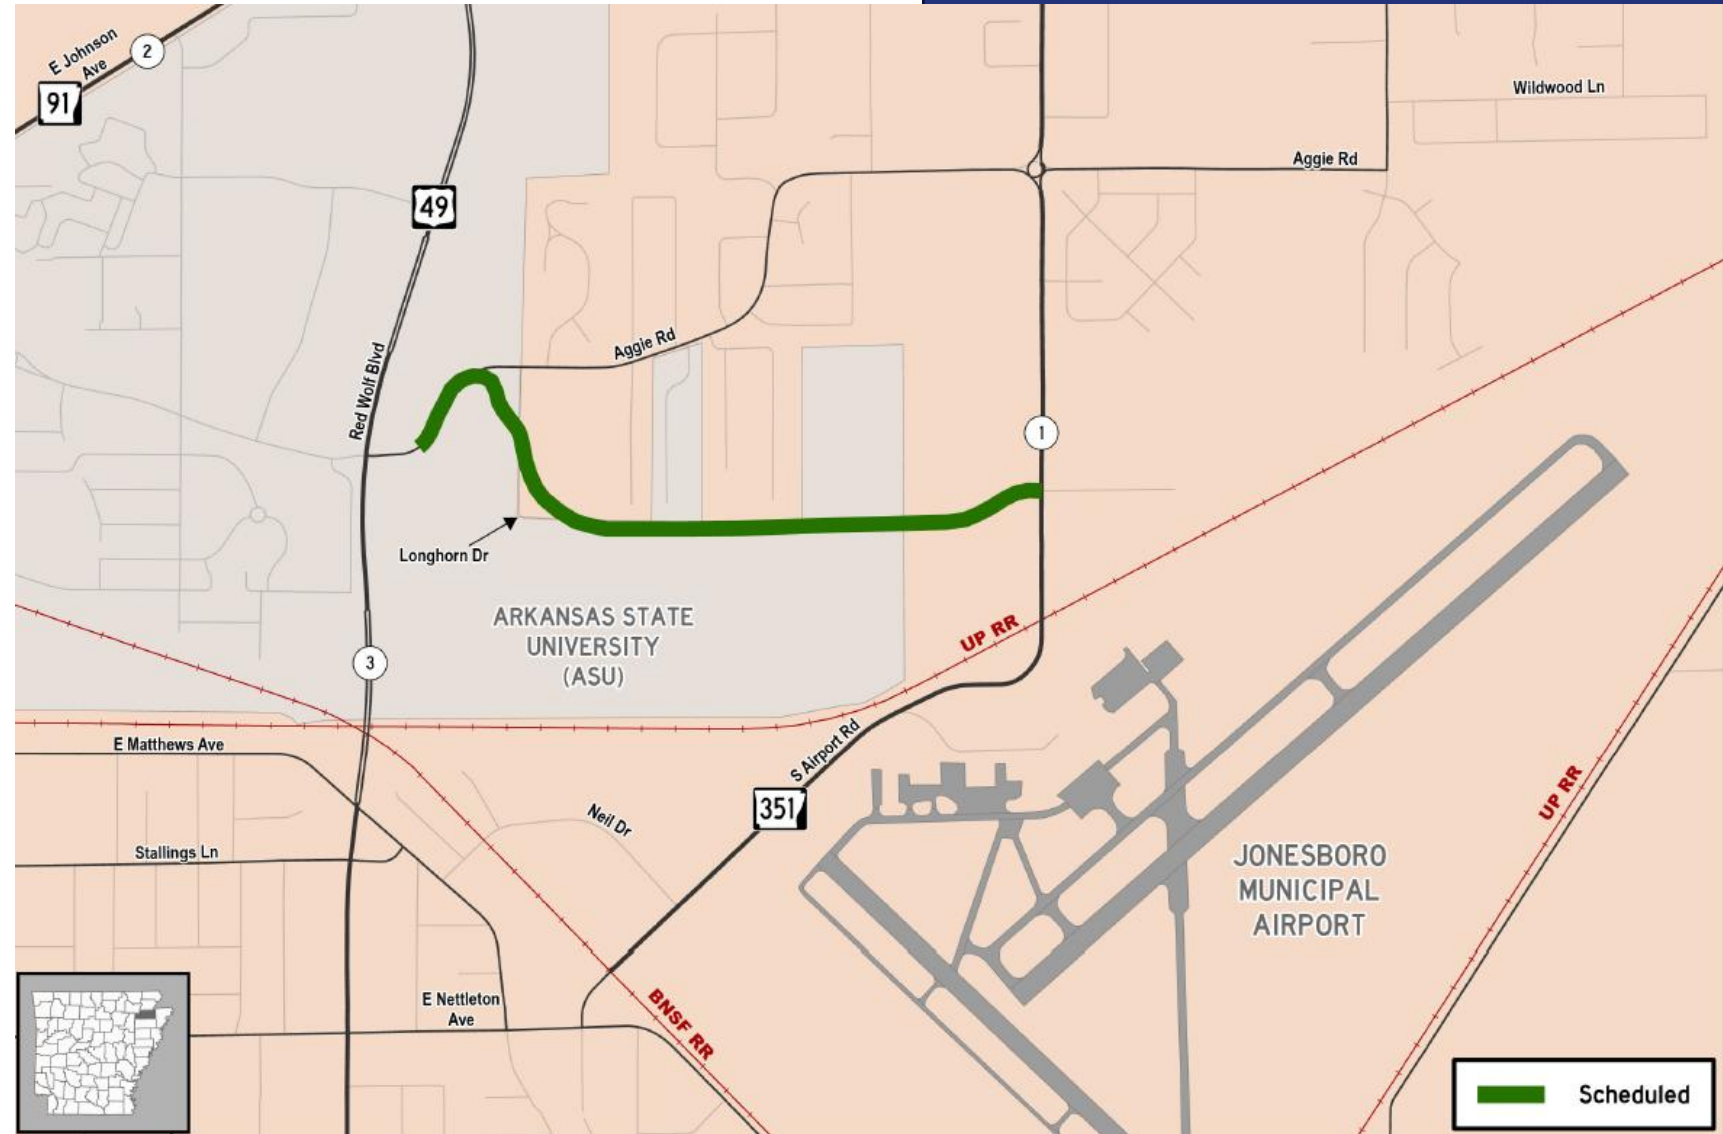 E Johnson
Ave
2
91
49
Wildwood Ln
Aggie Rd
Aggie Rd
Red Wolf Blvd
1
Longhorn Dr
ARKANSAS STATE
UNIVERSITY
(ASU)
UP RR
3
E Matthews Ave
S Airport Rd
351
Neil Dr
Stallings Ln
UP RR
JONESBORO
MUNICIPAL
AIRPORT
E Nettleton
Ave
BNSF RR
Scheduled